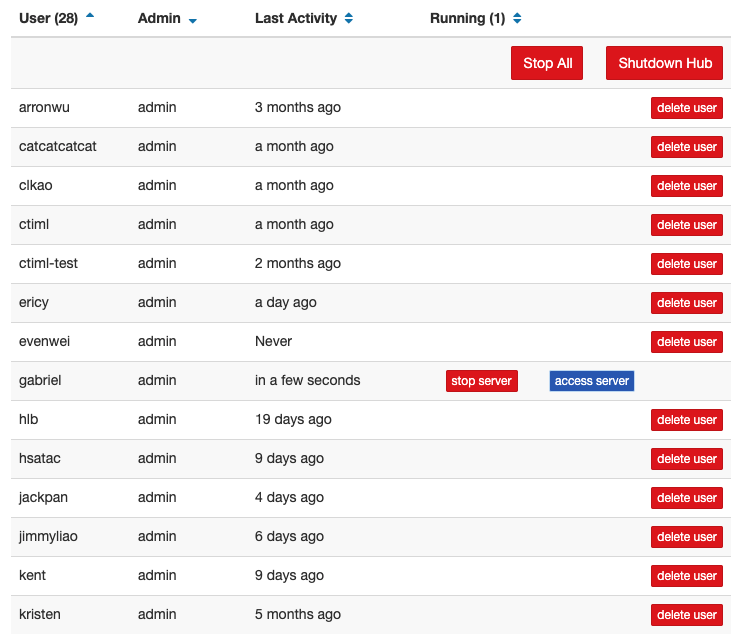 User (28) Admin Last Activity Running (1)
Stop All Shutdown Hub
arronwu admin 3 months ago delete user
catcatcatcat admin a month ago delete user
clkao admin a month ago delete user
ctiml admin a month ago delete user
ctiml-test admin 2 months ago delete user
ericy admin a day ago delete user
evenwei admin Never delete user
gabriel admin in a few seconds stop server access server
hlb admin 19 days ago delete user
hsatac admin 9 days ago delete user
jackpan admin 4 days ago delete user
jimmyliao admin 6 days ago delete user
kent admin 9 days ago delete user
kristen admin 5 months ago delete user